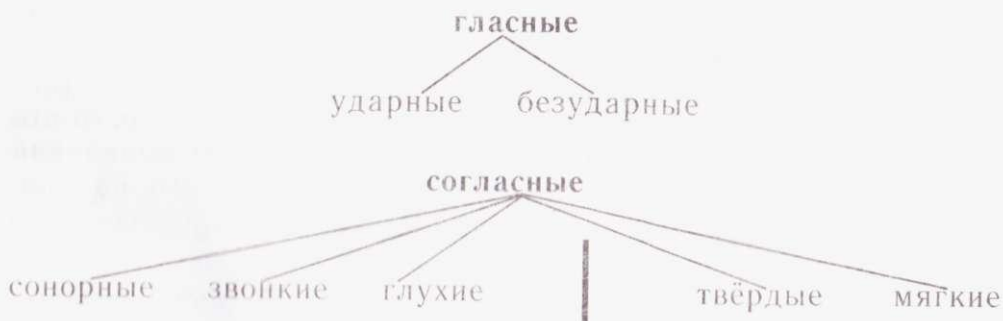 гласные
ударные безударные
согласные
сонорные звонкие глухие твёрдые мягкие